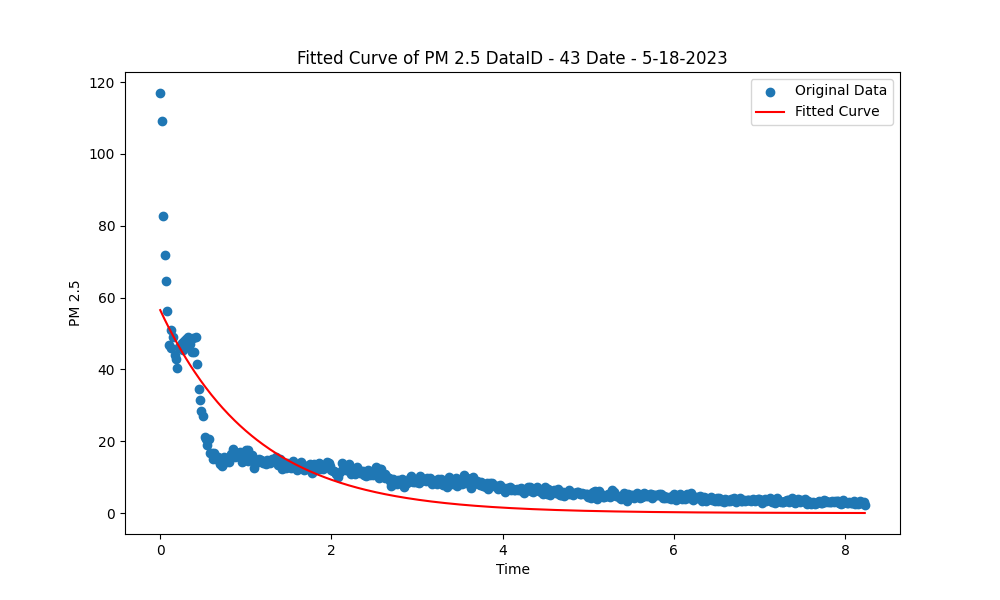 Fitted Curve of PM 2.5 DataID - 43 Date - 5-18-2023
Original Data
Fitted Curve
120
100
80
60
40
20
0
PM 2.5
0 2 4 6 8
Time